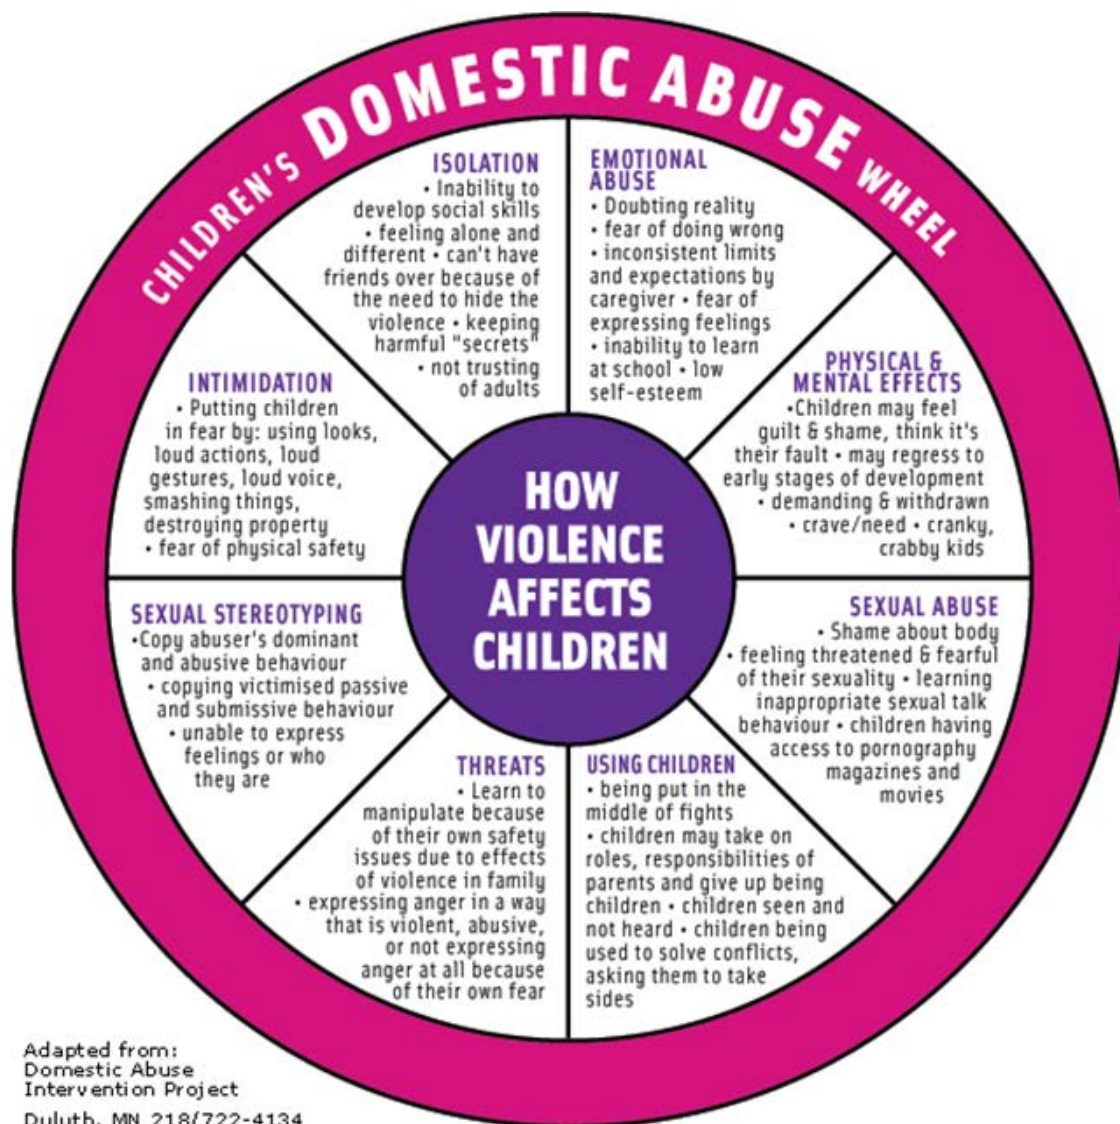 CHILDREN'S DOMESTIC ABUSE WHEEL
ISOLATION
• Inability to
develop social skills
• feeling alone and
different • can't have
friends over because of
the need to hide the
violence • keeping
harmful "secrets"
• not trusting
of adults
EMOTIONAL
ABUSE
• Doubting reality
• fear of doing wrong
• inconsistent limits
and expectations by
caregiver • fear of
expressing feelings
• inability to learn
at school • low
self-esteem
PHYSICAL &
MENTAL EFFECTS
•Children may feel
guilt & shame, think it's
their fault • may regress to
early stages of development
• demanding & withdrawn
• crave/need • cranky,
crabby kids
SEXUAL ABUSE
• Shame about body
• feeling threatened & fearful
of their sexuality • learning
inappropriate sexual talk
behaviour • children having
access to pornography
magazines and
movies
USING CHILDREN
• being put in the
middle of fights
• children may take on
roles, responsibilities of
parents and give up being
children • children seen and
not heard • children being
used to solve conflicts,
asking them to take
sides
THREATS
• Learn to
manipulate because
of their own safety
issues due to effects
of violence in family
• expressing anger in a way
that is violent, abusive,
or not expressing
anger at all because
of their own fear
SEXUAL STEREOTYPING
•Copy abuser's dominant
and abusive behaviour
• copying victimised passive
and submissive behaviour
• unable to express
feelings or who
they are
INTIMIDATION
• Putting children
in fear by: using looks,
loud actions, loud
gestures, loud voice,
smashing things,
destroying property
• fear of physical safety
HOW
VIOLENCE
AFFECTS
CHILDREN
Adapted from:
Domestic Abuse
Intervention Project
Duluth, MN 218/722-4134